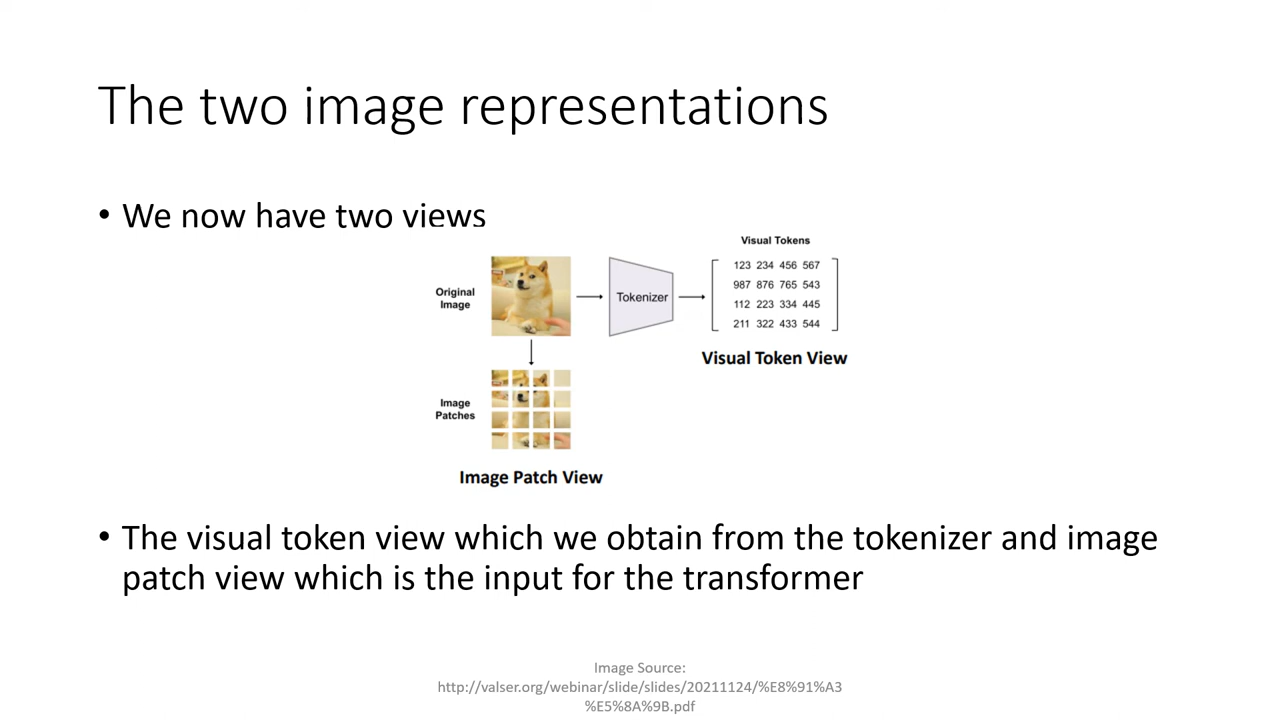 The two image representations
• We now have two views
Visual Tokens
123 234 456 567
987 876 765 543
112 223 334 445
211 322 433 544
Original
Image
Tokenizer
Visual Token View
Image
Patches
Image Patch View
• The visual token view which we obtain from the tokenizer and image
patch view which is the input for the transformer
Image Source:
http://valser.org/webinar/slide/slides/20211124/%E8%91%A3
%E5%8A%9B.pdf